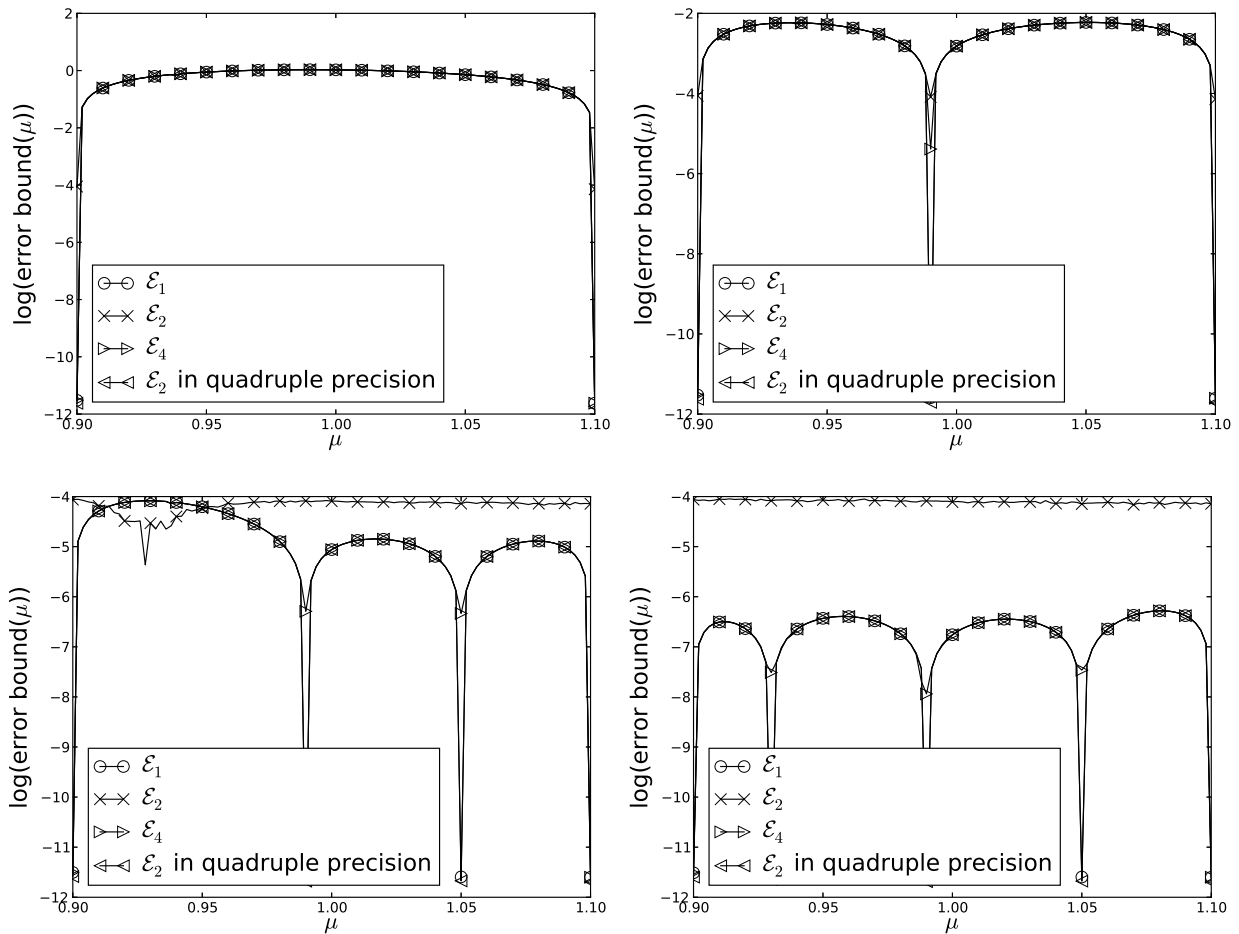 2
0
−2
−4
−6
−8
−10
−12
0.90
0.95
1.00
1.05
1.10
μ
log(error bound(μ))
ℰ₁
ℰ₂
ℰ₄
ℰ₂ in quadruple precision
−2
−4
−6
−8
−10
−12
0.90
0.95
1.00
1.05
1.10
μ
log(error bound(μ))
ℰ₁
ℰ₂
ℰ₄
ℰ₂ in quadruple precision
−4
−5
−6
−7
−8
−9
−10
−11
−12
0.90
0.95
1.00
1.05
1.10
μ
log(error bound(μ))
ℰ₁
ℰ₂
ℰ₄
ℰ₂ in quadruple precision
−4
−5
−6
−7
−8
−9
−10
−11
−12
0.90
0.95
1.00
1.05
1.10
μ
log(error bound(μ))
ℰ₁
ℰ₂
ℰ₄
ℰ₂ in quadruple precision